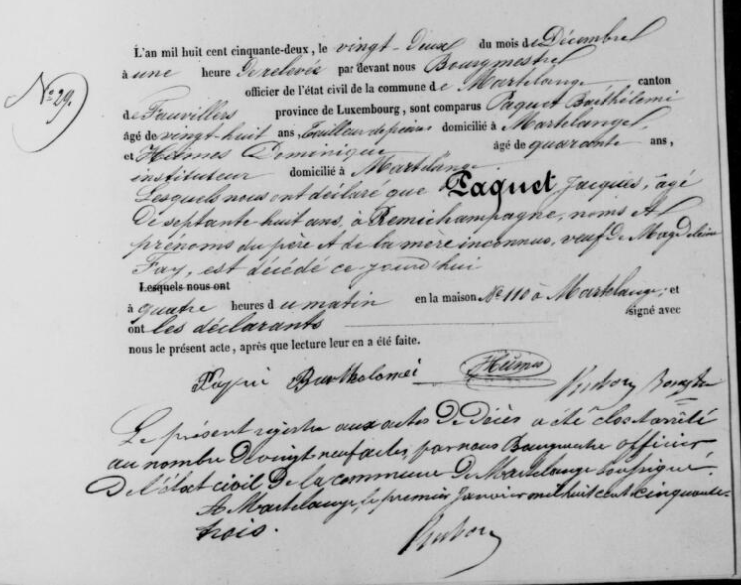 L'an mil huit cent cinquante-deux, le vingt-deux du mois de Décembre
à une heure de relevée par devant nous Bourgmestre
officier de l'état civil de la commune de Martelange canton
N° 29.
de Fauvillers province de Luxembourg, sont comparus Paquet Barthélemi
âgé de vingt-huit ans, tailleur de pierres domicilié à Martelange,
et Heimes Dominique âgé de quarante ans,
instituteur domicilié à Martelange
Lesquels nous ont déclaré que Paquet Jacques, âgé
De septante-huit ans, à Remichampagne, noms et
prénoms du père et de la mère inconnus, veuf de Magdeleine
Fay, est décédé ce jourd'hui
Lesquels nous ont
à quatre heures du matin en la maison N° 110 à Martelange; et
ont les déclarants signé avec
nous le présent acte, après que lecture leur en a été faite.
Bartholomei Heimes
Le présent registre aux actes De Décès a été clos et arrêté
au nombre De vingt neuf actes, par nous Bourgmestre officier
De l'état civil De la commune De Martelange soussigné.
A Martelange, le premier Janvier mil huit cent cinquante-
trois.